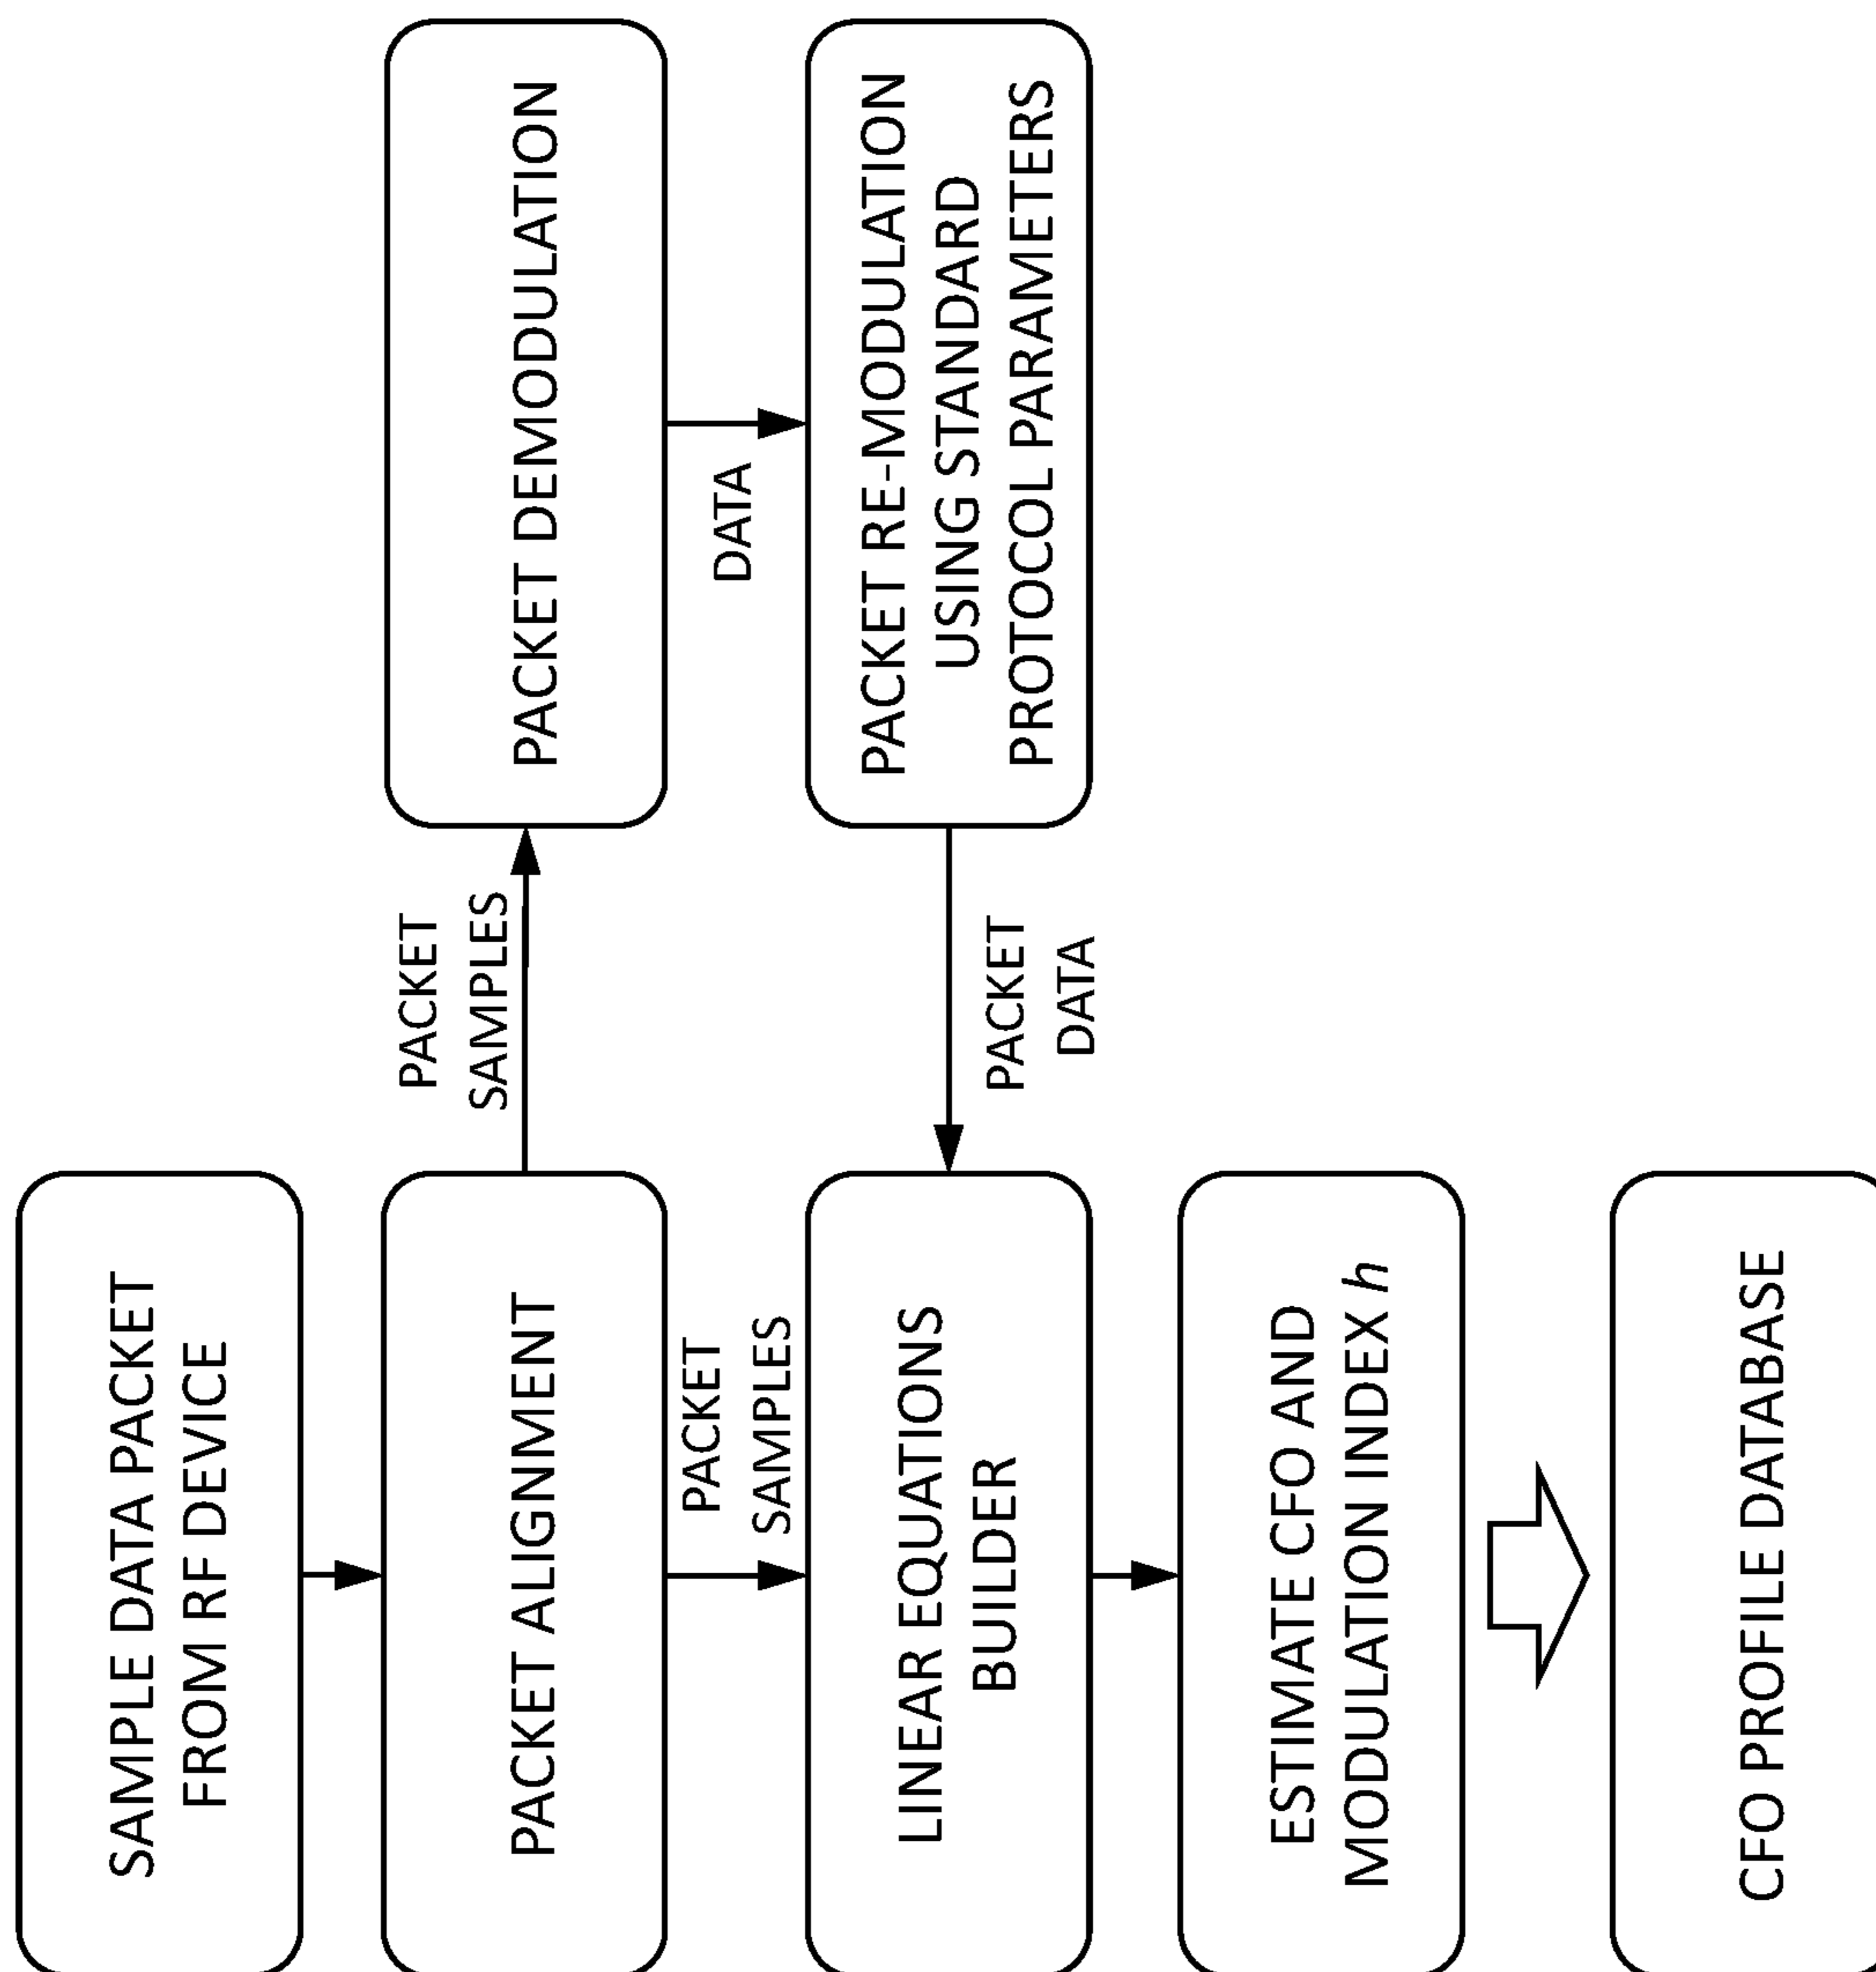 SAMPLE DATA PACKET
FROM RF DEVICE
PACKET ALIGNMENT
PACKET
SAMPLES
PACKET DEMODULATION
DATA
PACKET RE-MODULATION
USING STANDARD
PROTOCOL PARAMETERS
PACKET
DATA
PACKET
SAMPLES
LINEAR EQUATIONS
BUILDER
ESTIMATE CFO AND
MODULATION INDEX h
CFO PROFILE DATABASE